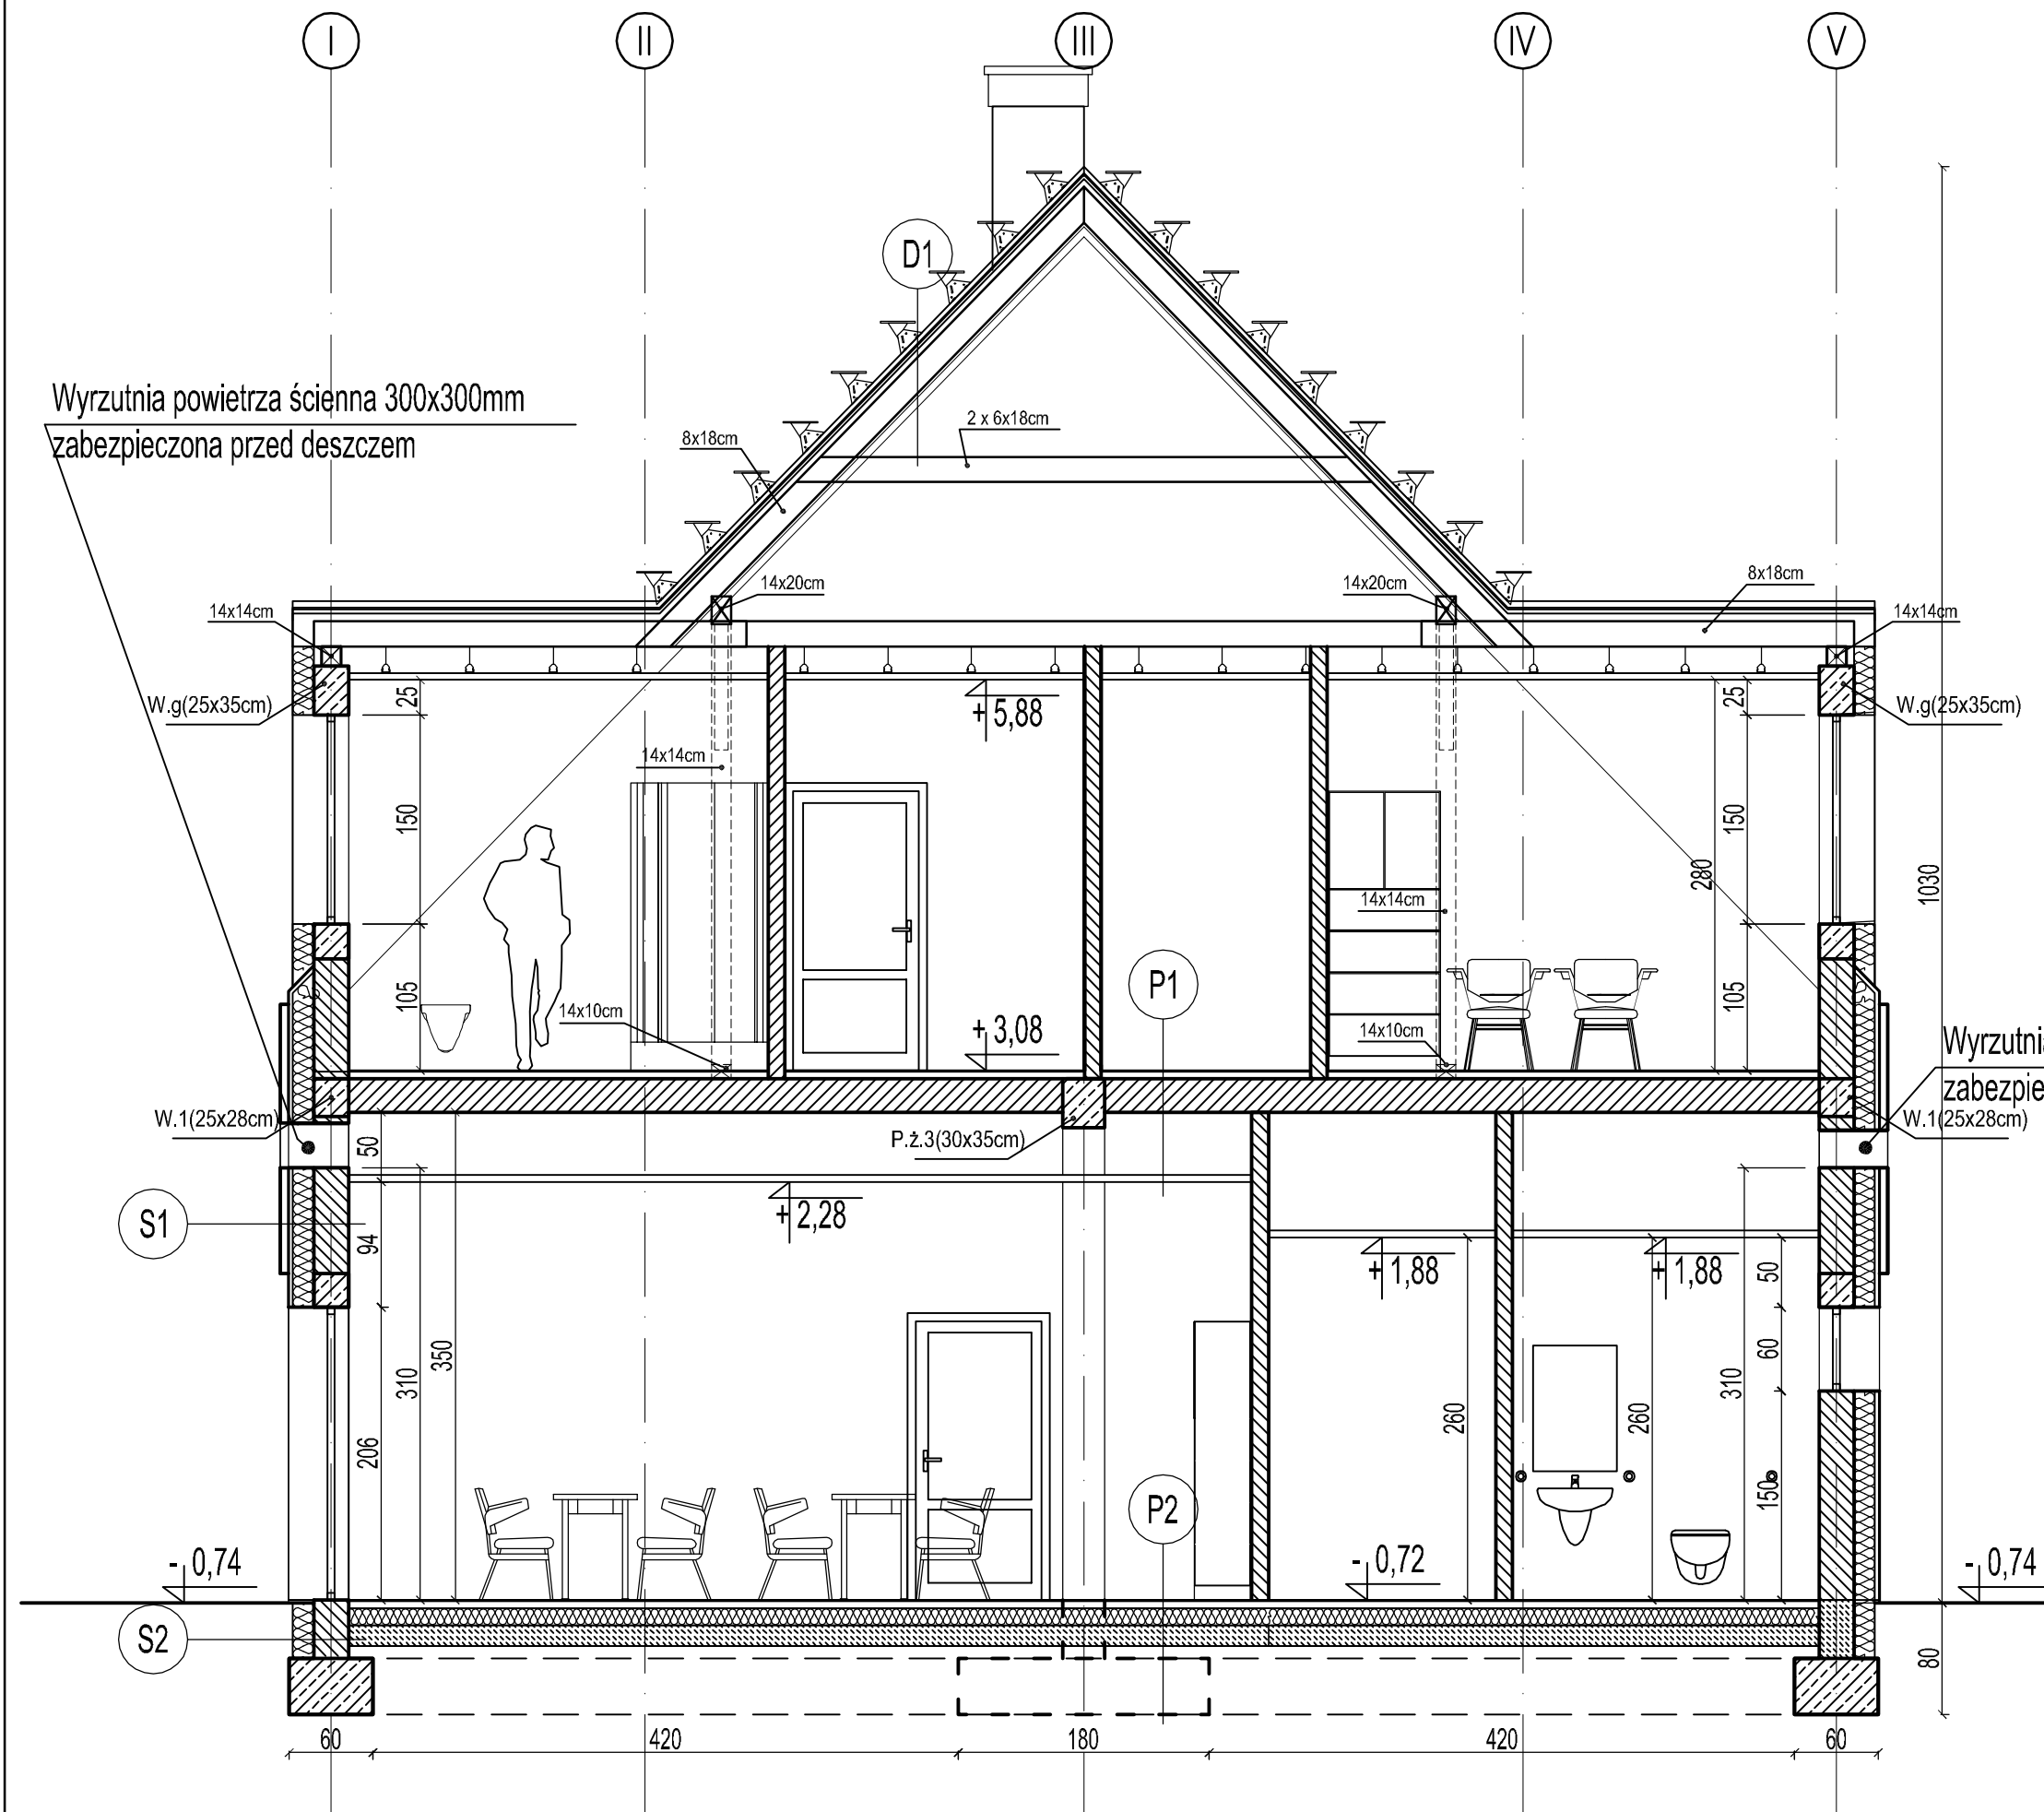 I
II
III
IV
V
D1
Wyrzutnia powietrza ścienna 300x300mm
zabezpieczona przed deszczem
8x18cm
2 x 6x18cm
14x20cm
14x20cm
8x18cm
14x14cm
14x14cm
W.g(25x35cm)
W.g(25x35cm)
25
25
+ 5,88
14x14cm
150
150
280
1030
14x14cm
105
105
P1
14x10cm
+ 3,08
14x10cm
Wyrzutnia
zabezpie
W.1(25x28cm)
W.1(25x28cm)
P.ż.3(30x35cm)
50
S1
+ 2,28
94
+ 1,88
+ 1,88
50
60
350
310
310
260
260
206
150
P2
- 0,74
- 0,72
- 0,74
S2
80
60
420
180
420
60